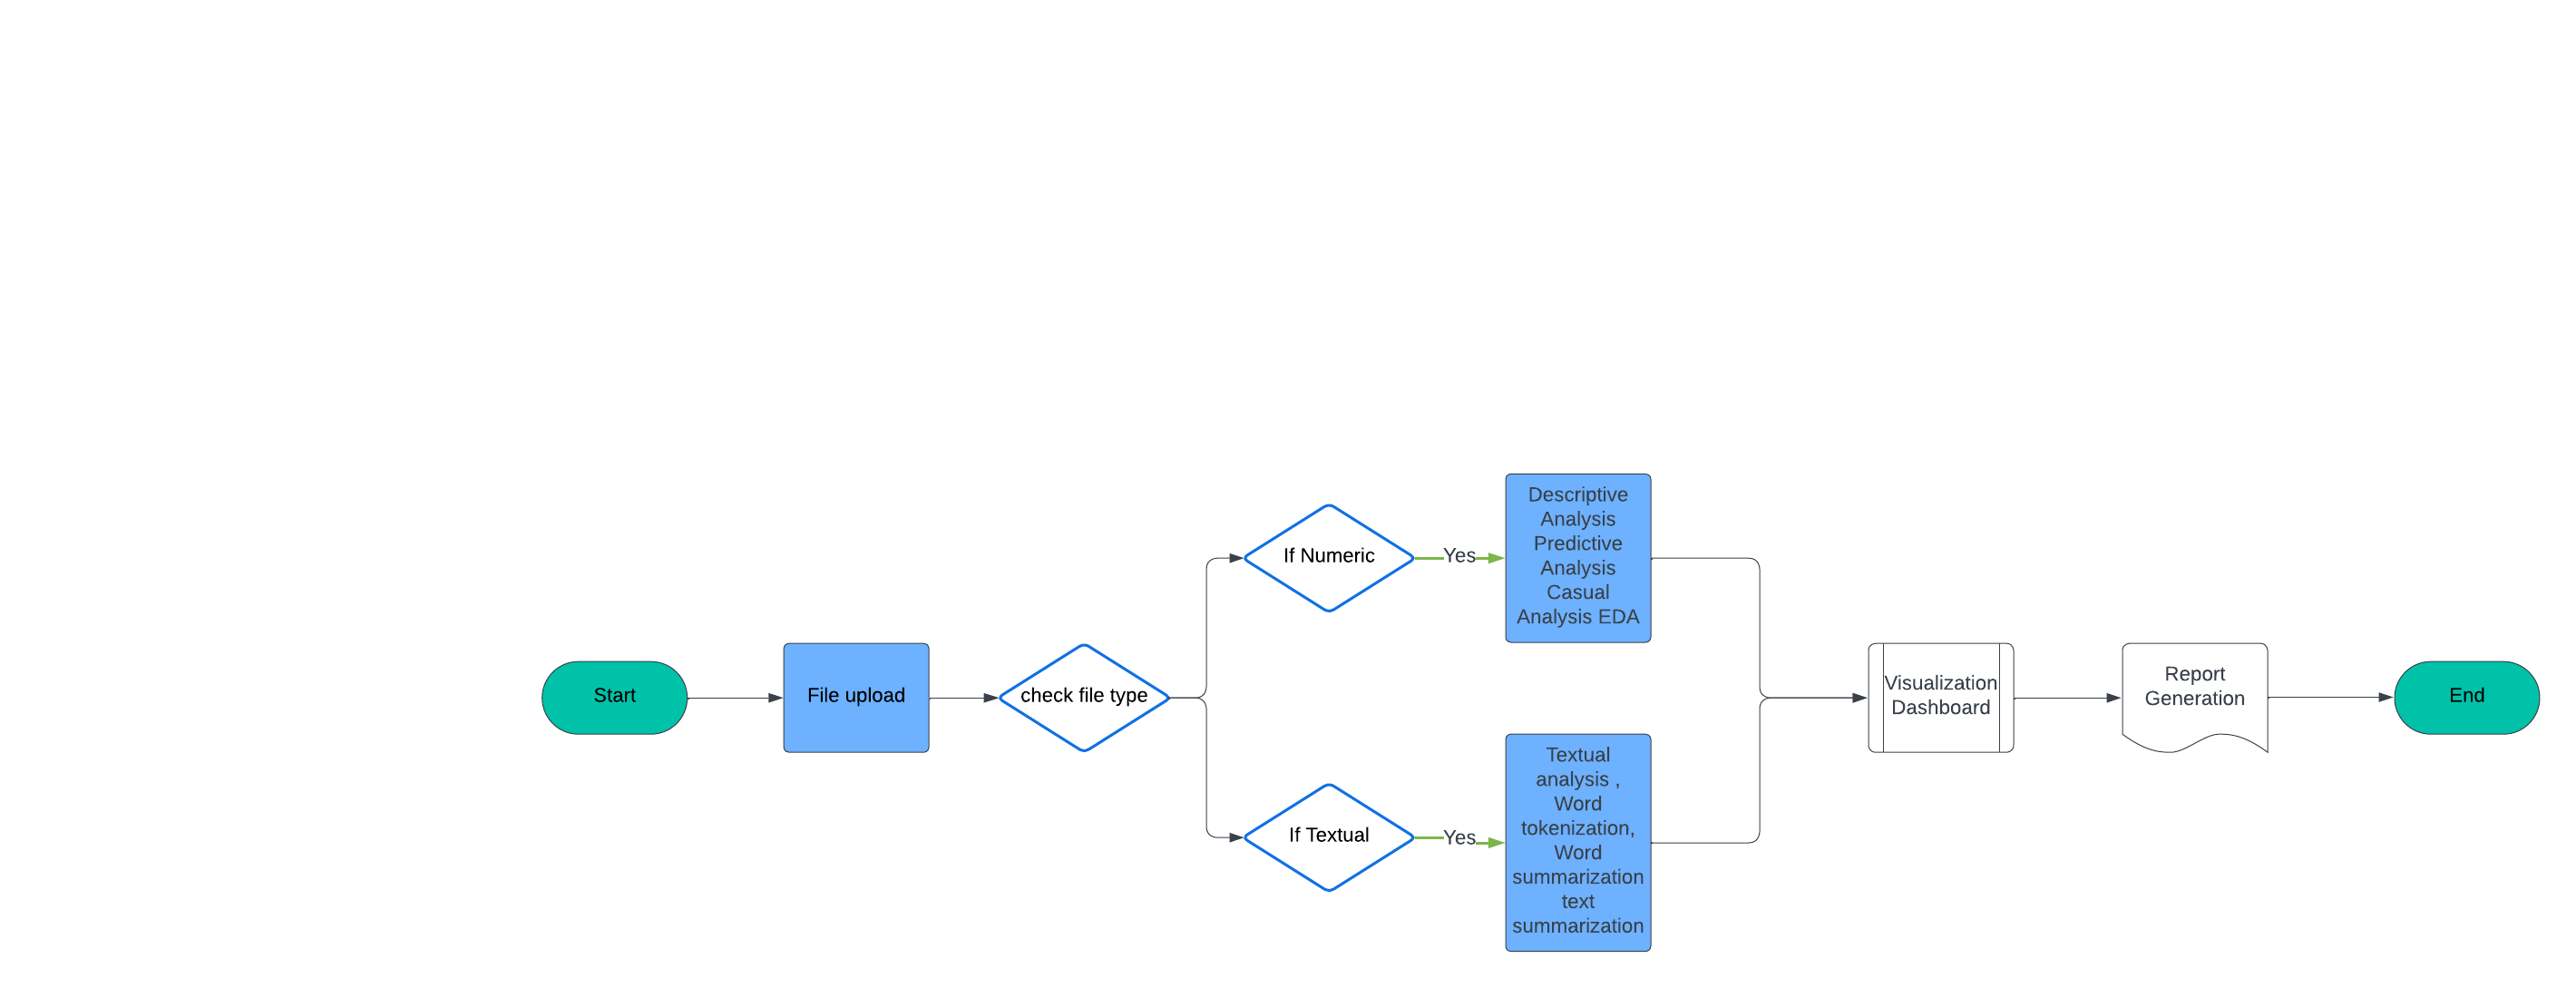 Start
File upload
check file type
If Numeric
Yes
Descriptive
Analysis
Predictive
Analysis
Casual
Analysis EDA
If Textual
Yes
Textual
analysis ,
Word
tokenization,
Word
summarization
text
summarization
Visualization
Dashboard
Report
Generation
End